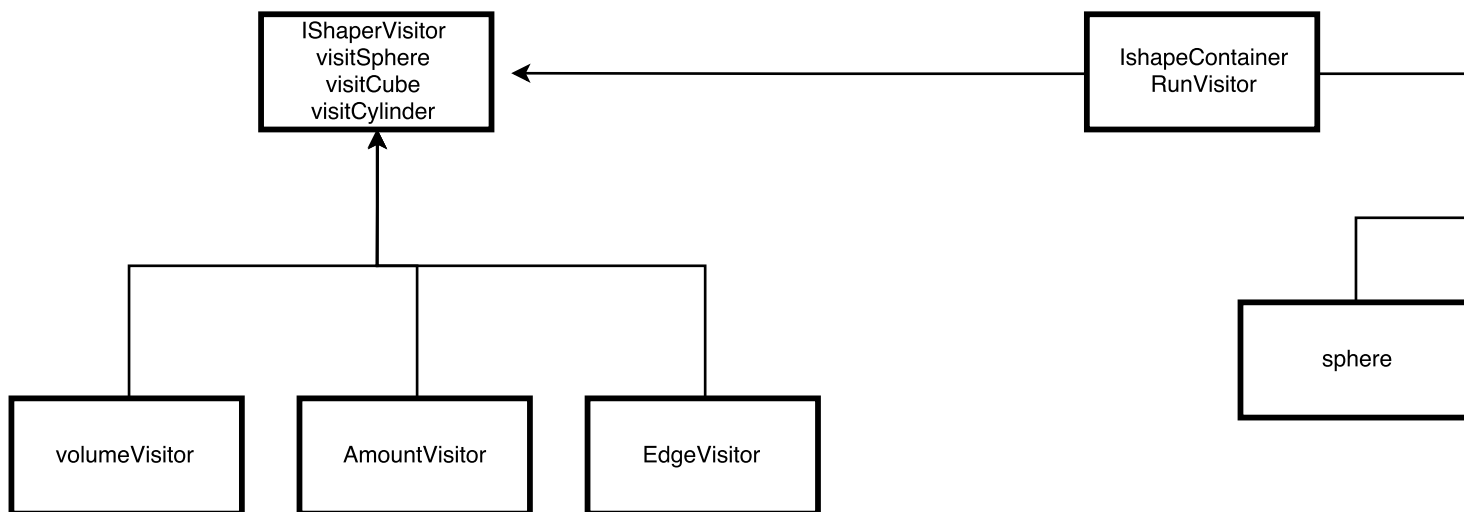 IShaperVisitor
visitSphere
visitCube
visitCylinder
IshapeContainer
RunVisitor
sphere
volumeVisitor
AmountVisitor
EdgeVisitor